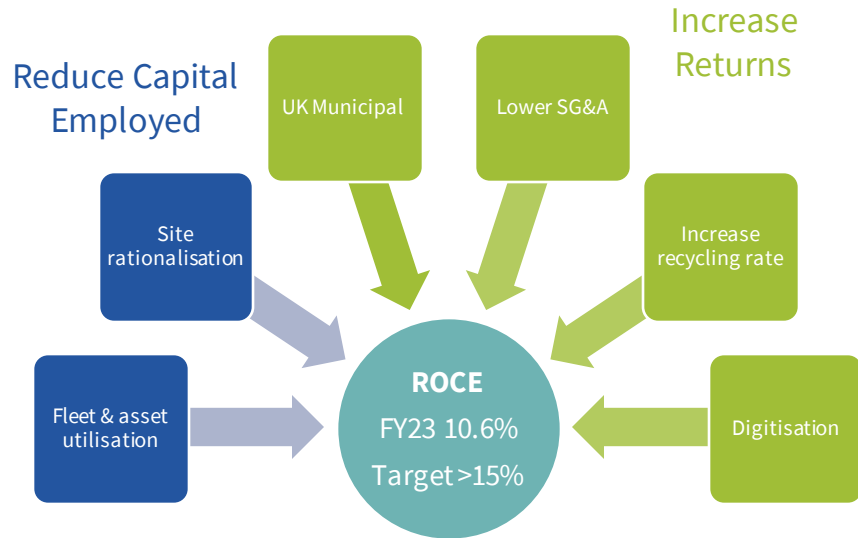 Reduce Capital
Employed
Increase
Returns
UK Municipal
Lower SG&A
Site
rationalisation
Increase
recycling rate
Fleet & asset
utilisation
ROCE
FY23 10.6%
Target >15%
Digitisation